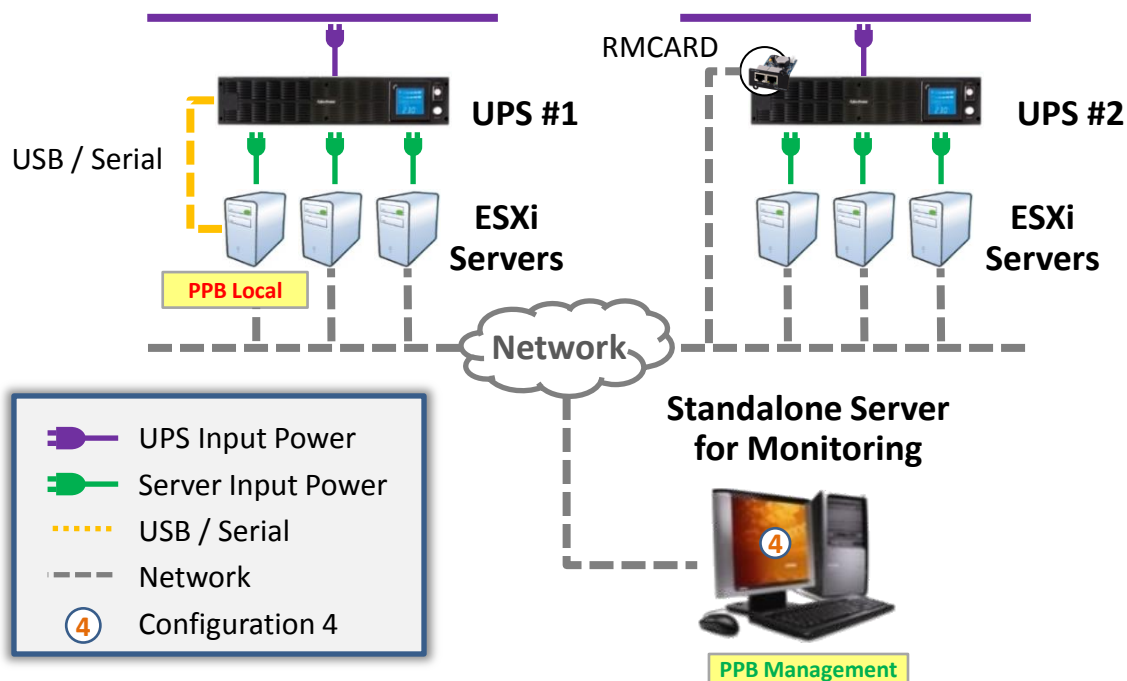 RMCARD
UPS #1
UPS #2
USB / Serial
ESXi
Servers
ESXi
Servers
PPB Local
Network
UPS Input Power
Server Input Power
USB / Serial
Network
4 Configuration 4
Standalone Server
for Monitoring
4
PPB Management